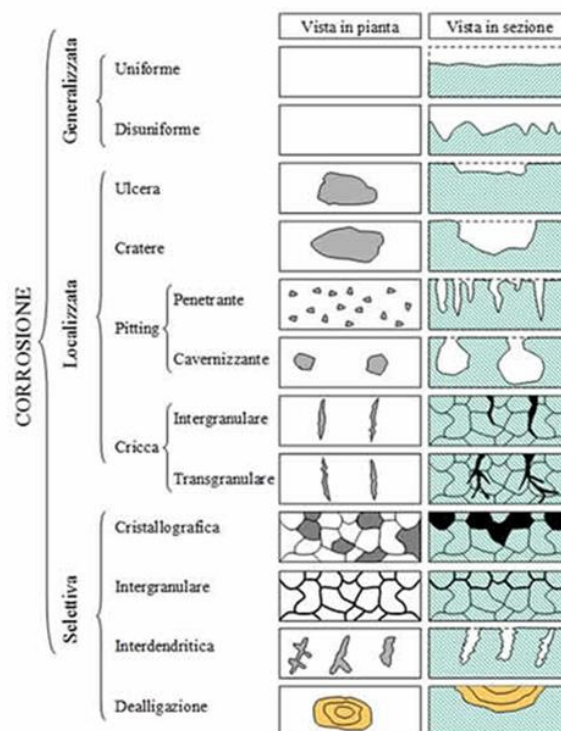 Vista in pianta
Vista in sezione
CORROSIONE
Generalizzata
Uniforme
Disuniforme
Localizzata
Ulcera
Cratere
Pitting
Penetrante
Cavernizzante
Cricca
Intergranulare
Transgranulare
Selettiva
Cristallografica
Intergranulare
Interdendritica
Dealligazione